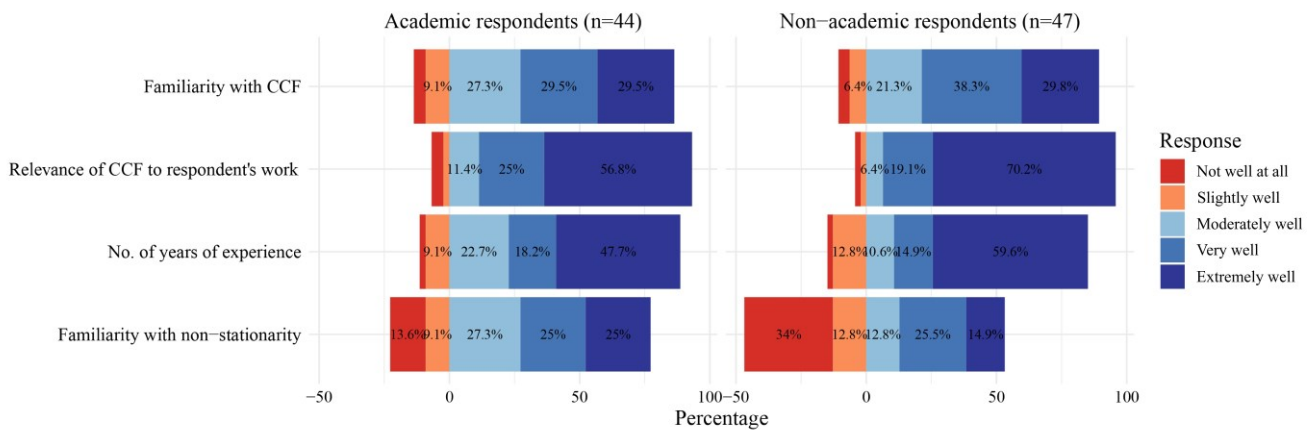 Academic respondents (n=44)
Non−academic respondents (n=47)
Familiarity with CCF
9.1% 27.3% 29.5% 29.5%
6.4% 21.3% 38.3% 29.8%
Relevance of CCF to respondent's work
11.4% 25% 56.8%
6.4% 19.1% 70.2%
No. of years of experience
9.1% 22.7% 18.2% 47.7%
12.8% 10.6% 14.9% 59.6%
Familiarity with non−stationarity
13.6% 9.1% 27.3% 25% 25%
34% 12.8% 12.8% 25.5% 14.9%
−50 0 50 100
−50 0 50 100
Percentage
Response
Not well at all
Slightly well
Moderately well
Very well
Extremely well